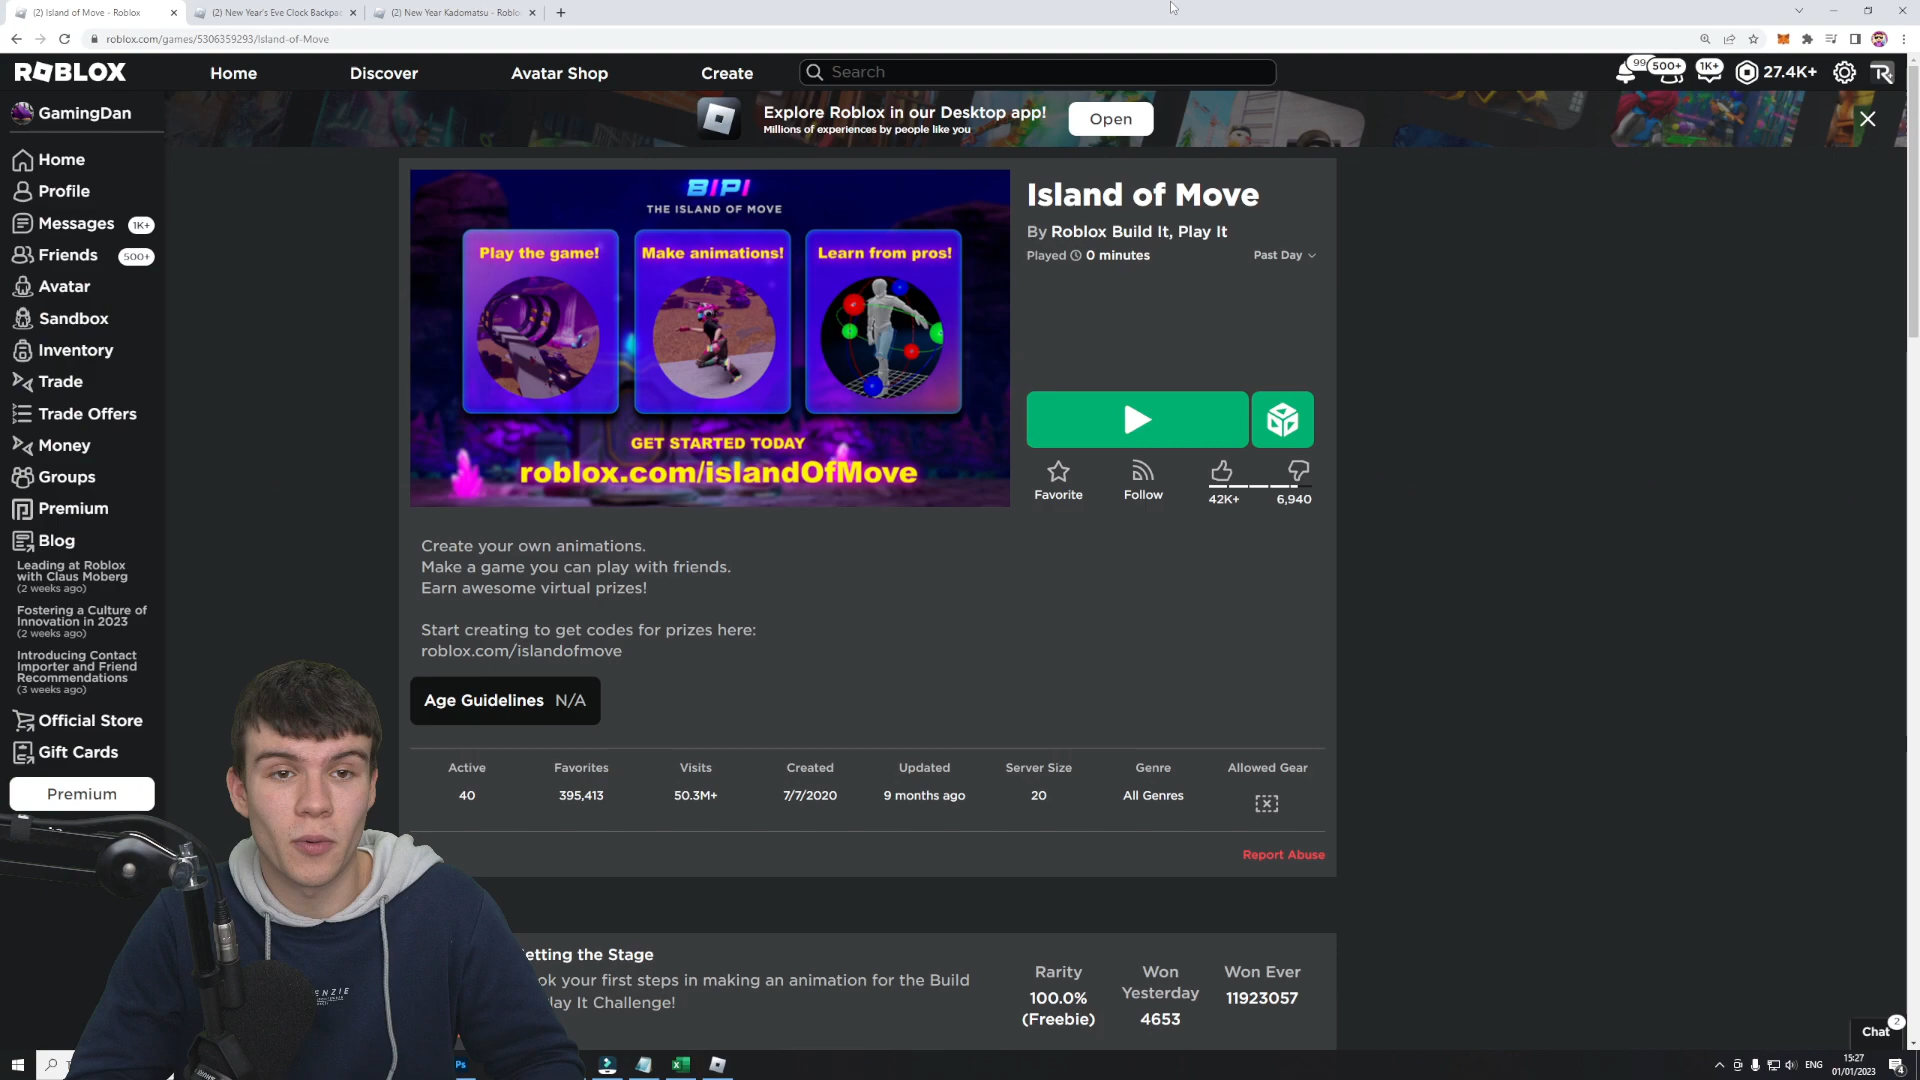 (2) Island of Move - Roblox
(2) New Year's Eve Clock Backpac
(2) New Year Kadomatsu - Roblo
roblox.com/games/5306359293/Island-of-Move
ROBLOX
Home
Discover
Avatar Shop
Create
Search
99
500+
1K+
27.4K+
GamingDan
Explore Roblox in our Desktop app!
Millions of experiences by people like you
Open
Home
Profile
Messages
1K+
Friends
500+
Avatar
Sandbox
Inventory
Trade
Trade Offers
Money
Groups
Premium
Blog
Leading at Roblox
with Claus Moberg
(2 weeks ago)
Fostering a Culture of
Innovation in 2023
(2 weeks ago)
Introducing Contact
Importer and Friend
Recommendations
(3 weeks ago)
Official Store
Gift Cards
Premium
BIPI
THE ISLAND OF MOVE
Play the game!
Make animations!
Learn from pros!
GET STARTED TODAY
roblox.com/islandOfMove
Island of Move
By Roblox Build It, Play It
Played 0 minutes
Past Day
Favorite
Follow
42K+
6,940
Create your own animations.
Make a game you can play with friends.
Earn awesome virtual prizes!
Start creating to get codes for prizes here:
roblox.com/islandofmove
Age Guidelines N/A
Active
Favorites
Visits
Created
Updated
Server Size
Genre
Allowed Gear
40
395,413
50.3M+
7/7/2020
9 months ago
20
All Genres
Report Abuse
etting the Stage
ok your first steps in making an animation for the Build
lay It Challenge!
Rarity
100.0%
(Freebie)
Won
Yesterday
4653
Won Ever
11923057
Chat
2
ENZIE
Ps
ENG
15:27
01/01/2023
4